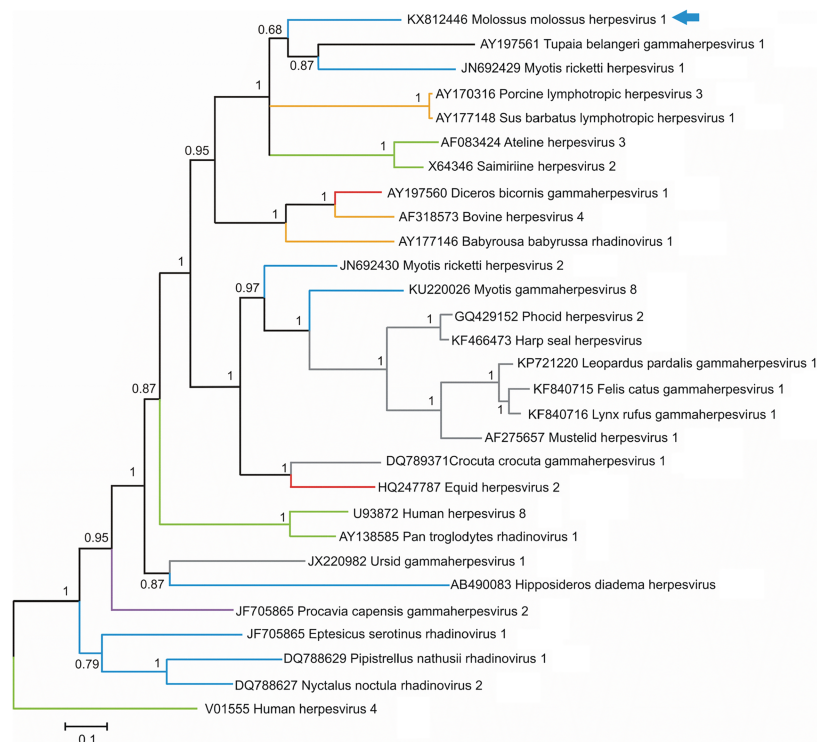 KX812446 Molossus molossus herpesvirus 1
0.68
AY197561 Tupaia belangeri gammaherpesvirus 1
0.87
JN692429 Myotis ricketti herpesvirus 1
1
AY170316 Porcine lymphotropic herpesvirus 3
1
AY177148 Sus barbatus lymphotropic herpesvirus 1
AF083424 Ateline herpesvirus 3
1
0.95
X64346 Saimiriine herpesvirus 2
AY197560 Diceros bicornis gammaherpesvirus 1
1
AF318573 Bovine herpesvirus 4
1
AY177146 Babyrousa babyrussa rhadinovirus 1
1
JN692430 Myotis ricketti herpesvirus 2
0.97
KU220026 Myotis gammaherpesvirus 8
GQ429152 Phocid herpesvirus 2
1
1
KF466473 Harp seal herpesvirus
1
KP721220 Leopardus pardalis gammaherpesvirus 1
1
1
KF840715 Felis catus gammaherpesvirus 1
0.87
1
1
KF840716 Lynx rufus gammaherpesvirus 1
AF275657 Mustelid herpesvirus 1
DQ789371Crocuta crocuta gammaherpesvirus 1
1
1
HQ247787 Equid herpesvirus 2
U93872 Human herpesvirus 8
1
AY138585 Pan troglodytes rhadinovirus 1
0.95
JX220982 Ursid gammaherpesvirus 1
0.87
AB490083 Hipposideros diadema herpesvirus
1
JF705865 Procavia capensis gammaherpesvirus 2
JF705865 Eptesicus serotinus rhadinovirus 1
0.79
1
DQ788629 Pipistrellus nathusii rhadinovirus 1
DQ788627 Nyctalus noctula rhadinovirus 2
V01555 Human herpesvirus 4
0.1